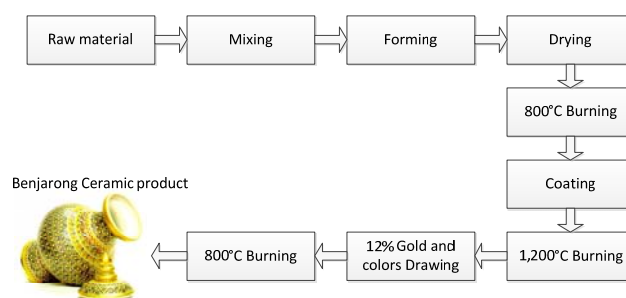 Raw material
Mixing
Forming
Drying
800°C Burning
Coating
1,200°C Burning
12% Gold and
colors Drawing
800°C Burning
Benjarong Ceramic product